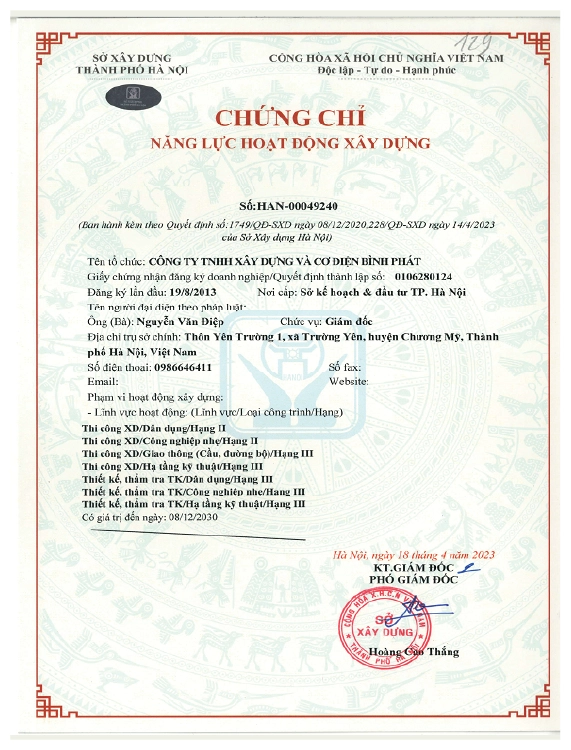 129
SỞ XÂY DỰNG
THÀNH PHỐ HÀ NỘI
CỘNG HÒA XÃ HỘI CHỦ NGHĨA VIỆT NAM
Độc lập - Tự do - Hạnh phúc
CHỨNG CHỈ
NĂNG LỰC HOẠT ĐỘNG XÂY DỰNG
Số:HAN-00049240
(Ban hành kèm theo Quyết định số:1749/QĐ-SXD ngày 08/12/2020,228/QĐ-SXD ngày 14/4/2023
của Sở Xây dựng Hà Nội)
Tên tổ chức: CÔNG TY TNHH XÂY DỰNG VÀ CƠ ĐIỆN BÌNH PHÁT
Giấy chứng nhận đăng ký doanh nghiệp/Quyết định thành lập số: 0106280124
Đăng ký lần đầu: 19/8/2013 Nơi cấp: Sở kế hoạch & đầu tư TP. Hà Nội
Tên người đại diện theo pháp luật:
Ông (Bà): Nguyễn Văn Diệp Chức vụ: Giám đốc
Địa chỉ trụ sở chính: Thôn Yên Trường 1, xã Trường Yên, huyện Chương Mỹ, Thành
phố Hà Nội, Việt Nam
Số điện thoại: 0986646411 Số fax:
Email: Website:
Phạm vi hoạt động xây dựng:
- Lĩnh vực hoạt động: (Lĩnh vực/Loại công trình/Hạng)
Thi công XD/Dân dụng/Hạng II
Thi công XD/Công nghiệp nhẹ/Hạng II
Thi công XD/Giao thông (Cầu, đường bộ)/Hạng III
Thi công XD/Hạ tầng kỹ thuật/Hạng III
Thiết kế, thẩm tra TK/Dân dụng/Hạng III
Thiết kế, thẩm tra TK/Công nghiệp nhẹ/Hạng III
Thiết kế, thẩm tra TK/Hạ tầng kỹ thuật/Hạng III
Có giá trị đến ngày: 08/12/2030
Hà Nội, ngày 18 tháng 4 năm 2023
KT.GIÁM ĐỐC
PHÓ GIÁM ĐỐC
CỘNG HÒA X.H.C.N VIỆT NAM
SỞ
XÂY DỰNG
THÀNH PHỐ HÀ NỘI
Hoàng Cao Thắng